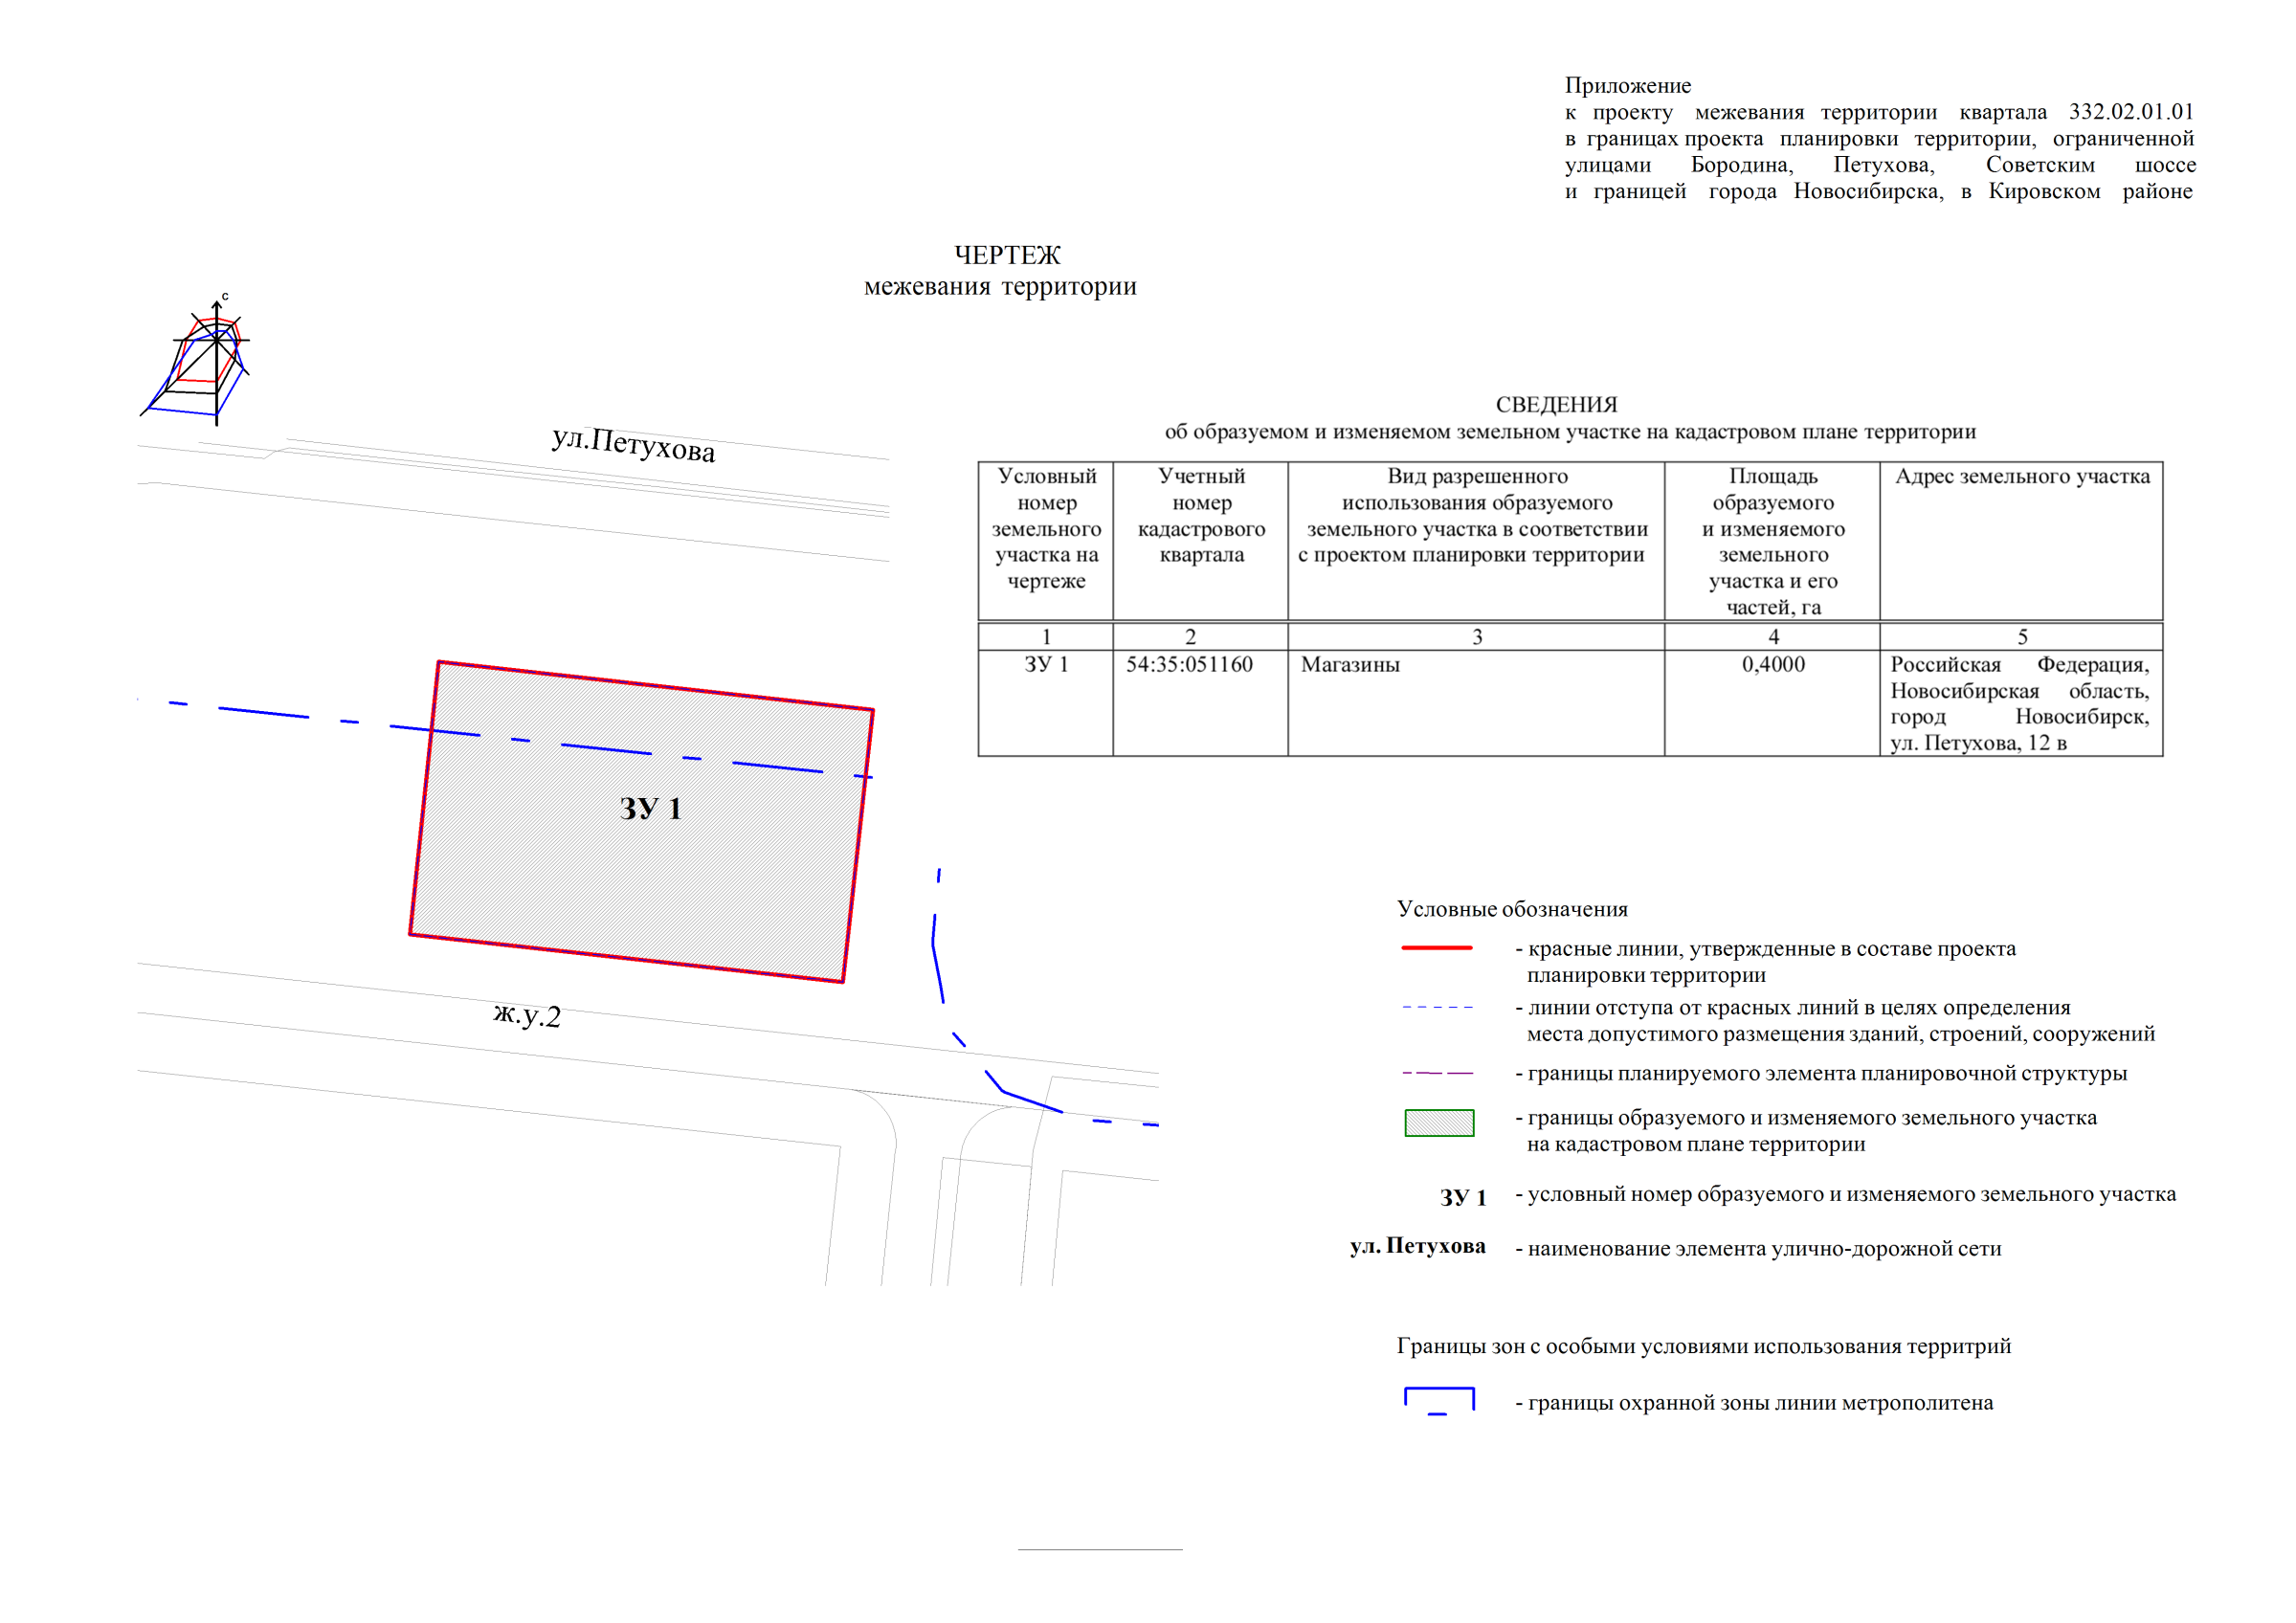 Приложение
к проекту межевания территории квартала 332.02.01.01
в границах проекта планировки территории, ограниченной
улицами Бородина, Петухова, Советским шоссе
и границей города Новосибирска, в Кировском районе
ЧЕРТЕЖ
межевания территории
с
ул.Петухова
ЗУ 1
ж.у.2
СВЕДЕНИЯ
об образуемом и изменяемом земельном участке на кадастровом плане территории
Условный
номер
земельного
участка на
чертеже
Учетный
номер
кадастрового
квартала
Вид разрешенного
использования образуемого
земельного участка в соответствии
с проектом планировки территории
Площадь
образуемого
и изменяемого
земельного
участка и его
частей, га
Адрес земельного участка
1 2 3 4 5
ЗУ 1
54:35:051160
Магазины
0,4000
Российская Федерация,
Новосибирская область,
город Новосибирск,
ул. Петухова, 12 в
Условные обозначения
- красные линии, утвержденные в составе проекта
планировки территории
- линии отступа от красных линий в целях определения
места допустимого размещения зданий, строений, сооружений
- границы планируемого элемента планировочной структуры
- границы образуемого и изменяемого земельного участка
на кадастровом плане территории
ЗУ 1 - условный номер образуемого и изменяемого земельного участка
ул. Петухова - наименование элемента улично-дорожной сети
Границы зон с особыми условиями использования территрий
- границы охранной зоны линии метрополитена